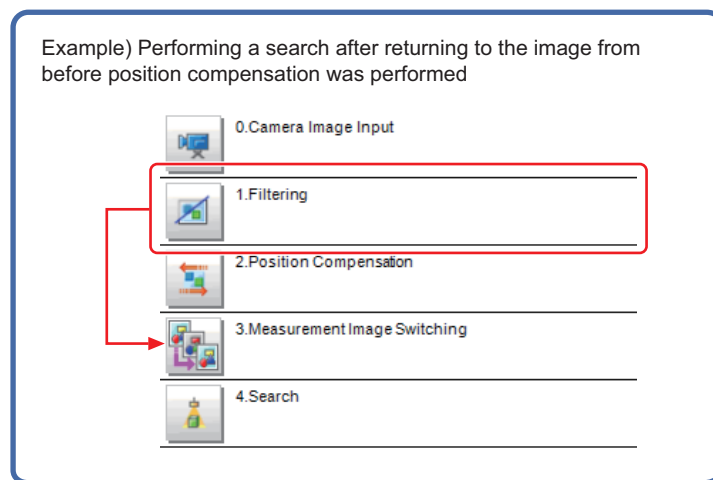 Example) Performing a search after returning to the image from
before position compensation was performed
0.Camera Image Input
1.Filtering
2.Position Compensation
3.Measurement Image Switching
4.Search